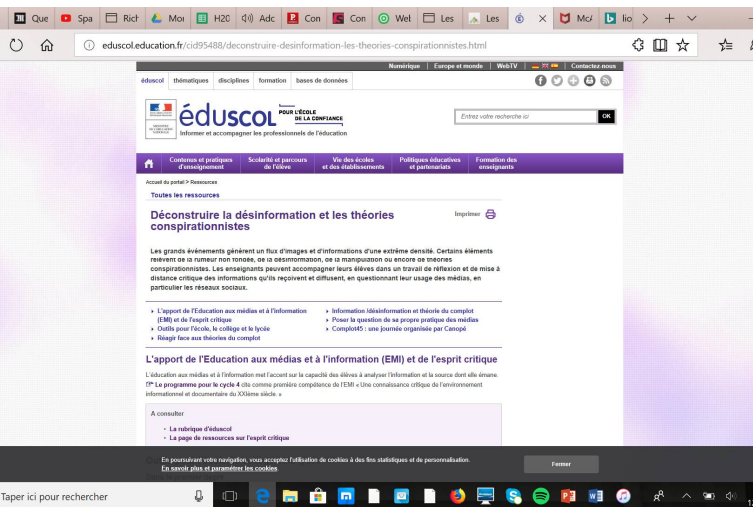 Que
Spa
Rich
Mor
H2C
Adc
Con
Con
Wel
Les
Les
lio
eduscol.education.fr/cid95488/deconstruire-desinformation-les-theories-conspirationnistes.html
Numérique | Europe et monde | WebTV | Contactez-nous
éduscol thématiques disciplines formation bases de données
éduSCOL POUR L'ÉCOLE
DE LA CONFIANCE
Informer et accompagner les professionnels de l'éducation
Entrez votre recherche ici OK
Contenus et pratiques d'enseignement
Scolarité et parcours de l'élève
Vie des écoles et des établissements
Politiques éducatives et partenariats
Formation des enseignants
Accueil du portail > Ressources
Toutes les ressources
Déconstruire la désinformation et les théories
conspirationnistes
Imprimer
Les grands événements génèrent un flux d'images et d'informations d'une extrême densité. Certains éléments
relèvent de la rumeur non fondée, de la désinformation, de la manipulation ou encore de théories
conspirationnistes. Les enseignants peuvent accompagner leurs élèves dans un travail de réflexion et de mise à
distance critique des informations qu'ils reçoivent et diffusent, en questionnant leur usage des médias, en
particulier les réseaux sociaux.
L'apport de l'Education aux médias et à l'information
(EMI) et de l'esprit critique
Outils pour l'école, le collège et le lycée
Réagir face aux théories du complot
Information /désinformation et théorie du complot
Poser la question de sa propre pratique des médias
Complot45 : une journée organisée par Canopé
L'apport de l'Education aux médias et à l'information (EMI) et de l'esprit critique
L'éducation aux médias et à l'information met l'accent sur la capacité des élèves à analyser l'information et la source dont elle émane.
Le programme pour le cycle 4 cite comme première compétence de l'EMI « Une connaissance critique de l'environnement
informationnel et documentaire du XXIème siècle. »
A consulter
La rubrique d'éduscol
La page de ressources sur l'esprit critique
En poursuivant votre navigation, vous acceptez l'utilisation de cookies à des fins statistiques et de personnalisation.
En savoir plus et paramétrer les cookies.
Fermer
Taper ici pour rechercher